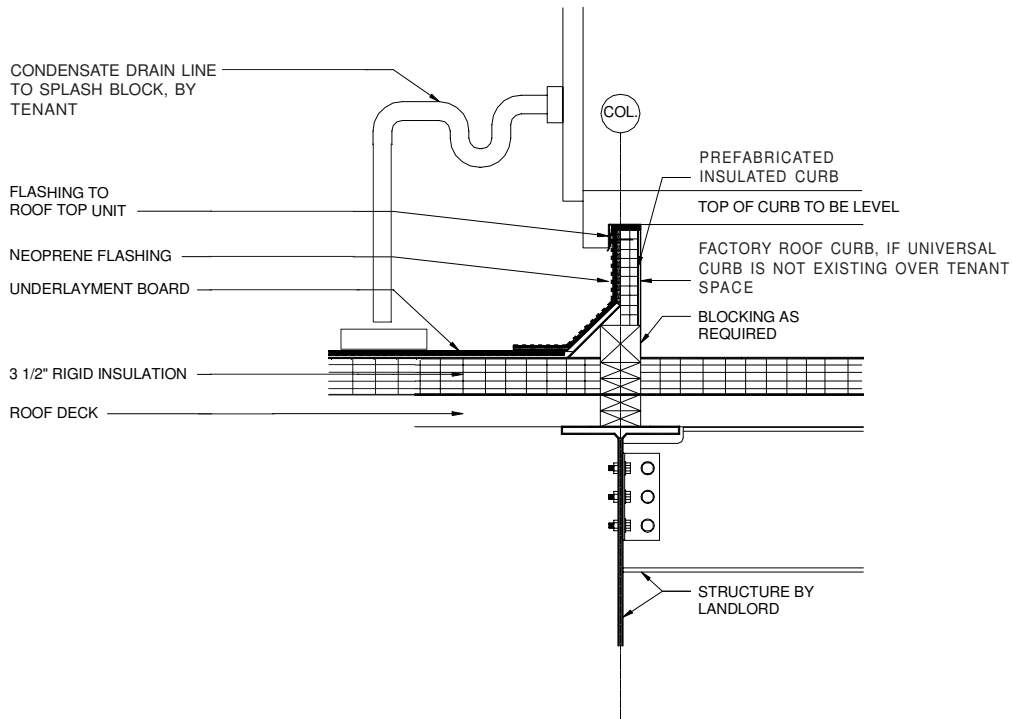 CONDENSATE DRAIN LINE
TO SPLASH BLOCK, BY
TENANT
FLASHING TO
ROOF TOP UNIT
NEOPRENE FLASHING
UNDERLAYMENT BOARD
3 1/2" RIGID INSULATION
ROOF DECK
COL.
PREFABRICATED
INSULATED CURB
TOP OF CURB TO BE LEVEL
FACTORY ROOF CURB, IF UNIVERSAL
CURB IS NOT EXISTING OVER TENANT
SPACE
BLOCKING AS
REQUIRED
STRUCTURE BY
LANDLORD